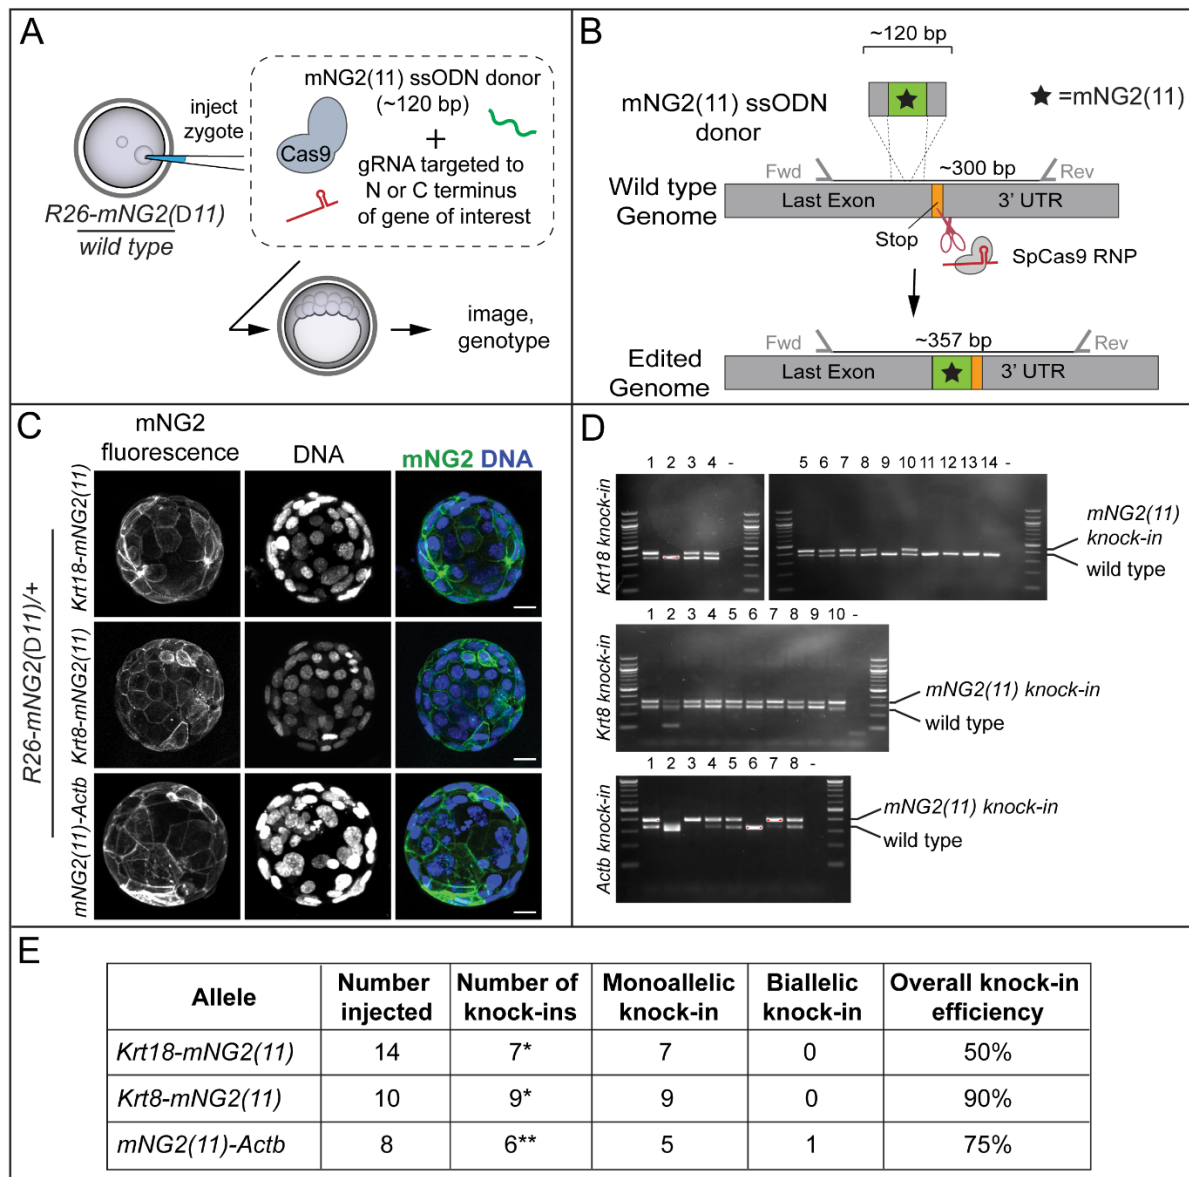 A
inject
zygote
R26-mNG2(D11)
wild type
mNG2(11) ssODN donor
(~120 bp)
Cas9
+
gRNA targeted to
N or C terminus
of gene of interest
image,
genotype
B
~120 bp
mNG2(11) ssODN
donor
★ =mNG2(11)
Fwd
~300 bp
Rev
Wild type
Genome
Last Exon
3' UTR
Stop
SpCas9 RNP
Fwd
~357 bp
Rev
Edited
Genome
Last Exon
3' UTR
C
mNG2
fluorescence
DNA
mNG2 DNA
R26-mNG2(D11)/+
Krt18-mNG2(11)
Krt8-mNG2(11)
mNG2(11)-Actb
D
1 2 3 4 -
5 6 7 8 9 10 11 12 13 14 -
Krt18 knock-in
mNG2(11)
knock-in
wild type
1 2 3 4 5 6 7 8 9 10 -
Krt8 knock-in
mNG2(11) knock-in
wild type
1 2 3 4 5 6 7 8 -
Actb knock-in
mNG2(11) knock-in
wild type
E
Allele Number injected Number of knock-ins Monoallelic knock-in Biallelic knock-in Overall knock-in efficiency
Krt18-mNG2(11) 14 7* 7 0 50%
Krt8-mNG2(11) 10 9* 9 0 90%
mNG2(11)-Actb 8 6** 5 1 75%